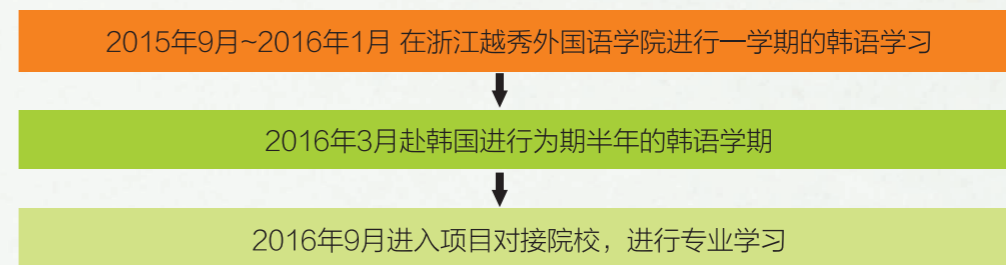 2015年9月~2016年1月 在浙江越秀外国语学院进行一学期的韩语学习
2016年3月赴韩国进行为期半年的韩语学期
2016年9月进入项目对接院校，进行专业学习